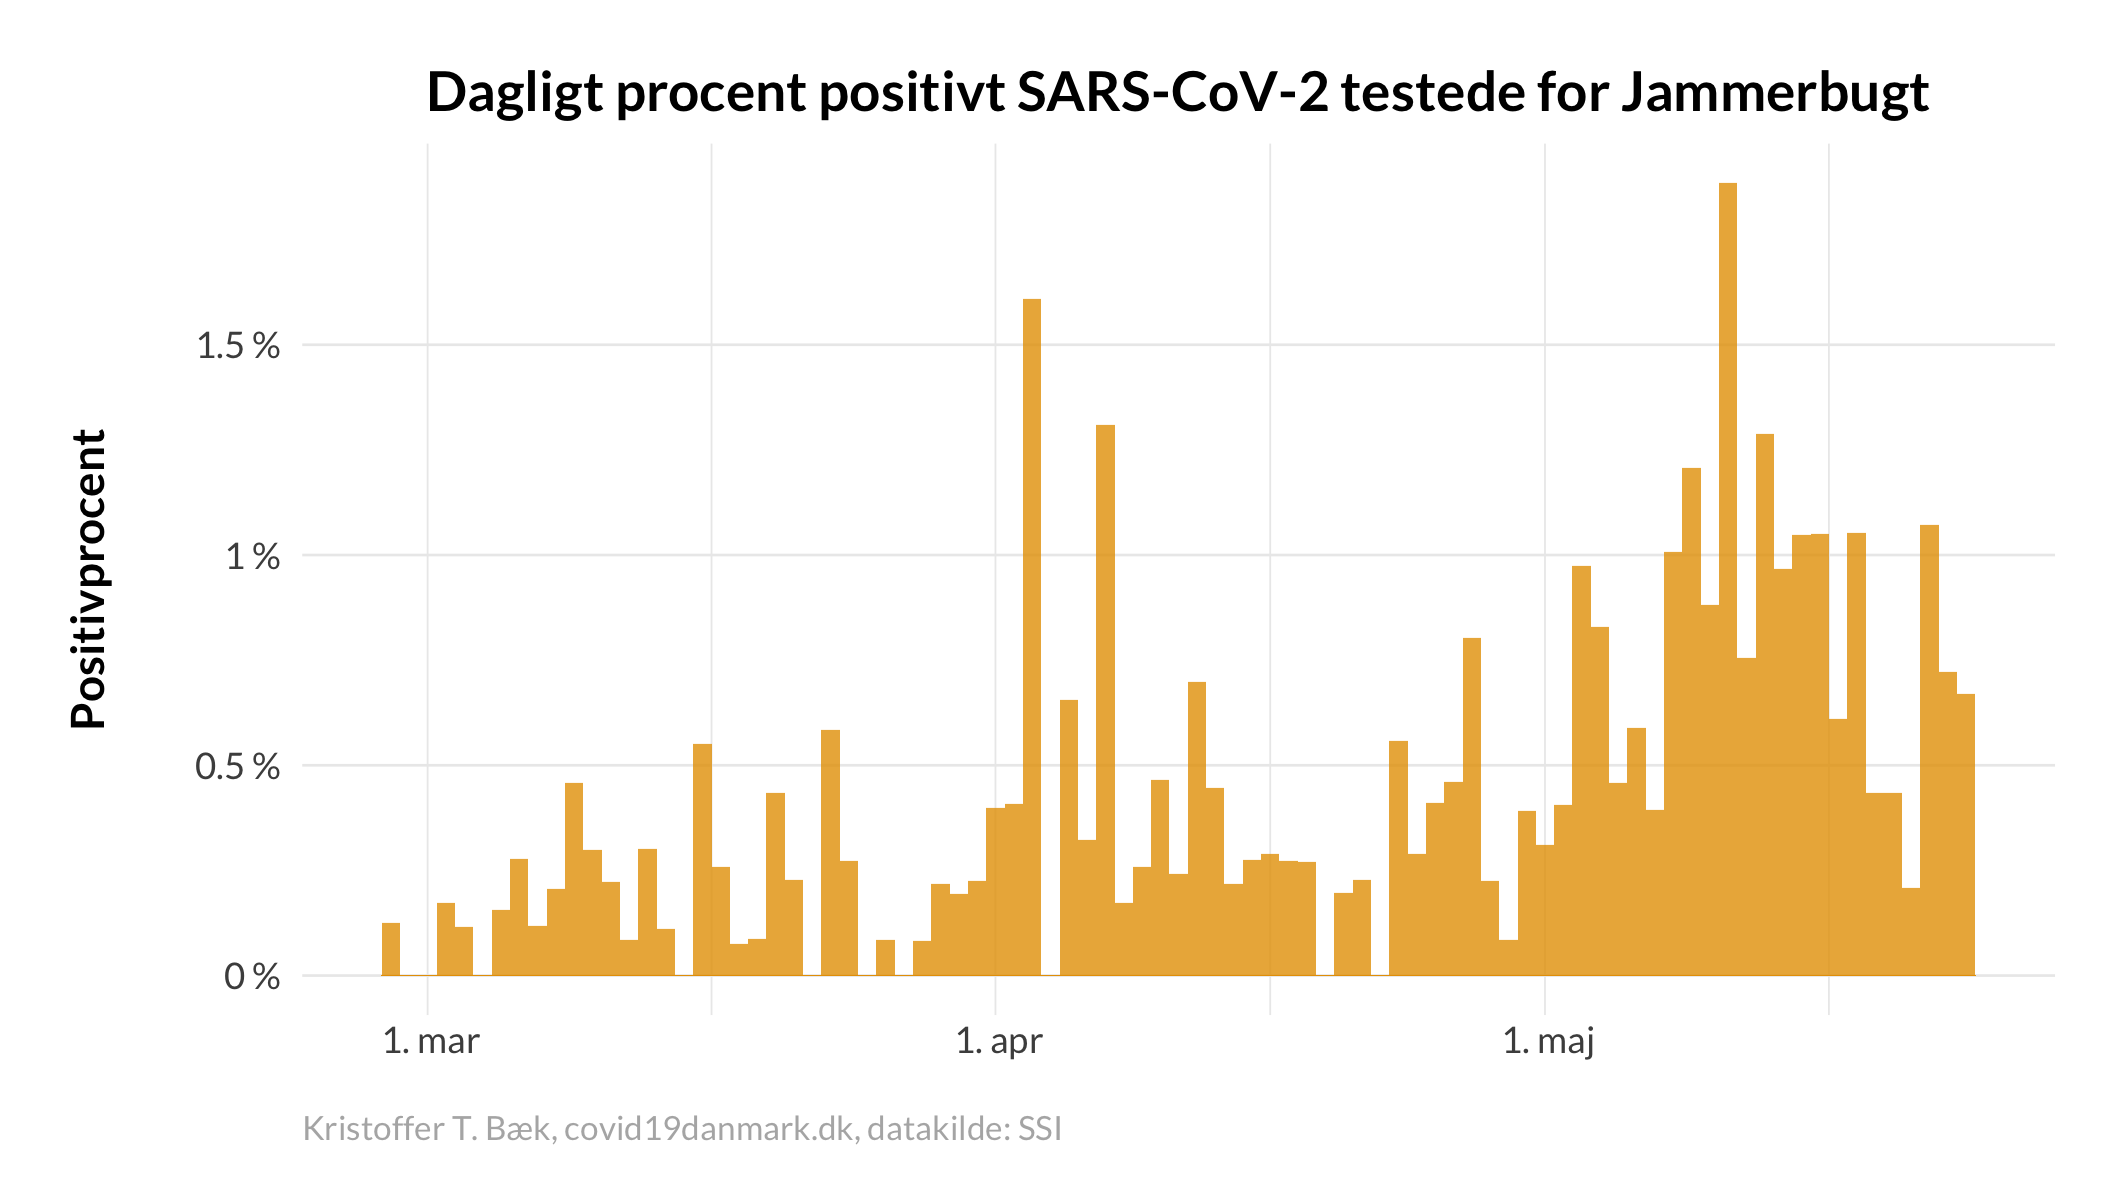 Dagligt procent positivt SARS-CoV-2 testede for Jammerbugt
Positivprocent
1.5 %
1 %
0.5 %
0 %
1. mar
1. apr
1. maj
Kristoffer T. Bæk, covid19danmark.dk, datakilde: SSI